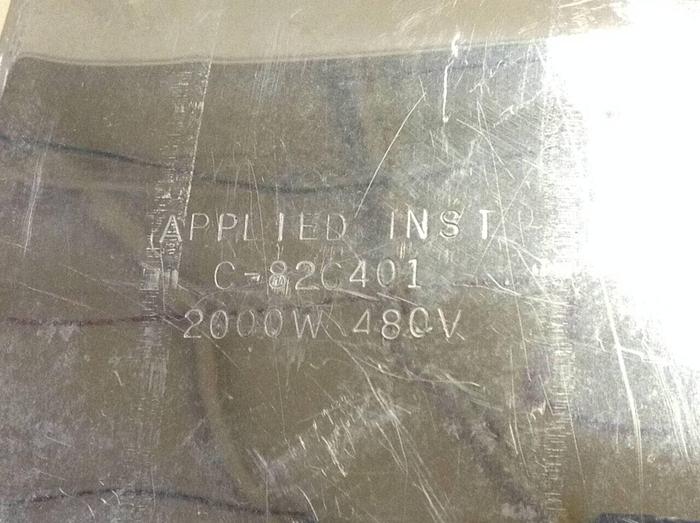 APPLIED INST
C-82C401
2000W 480V